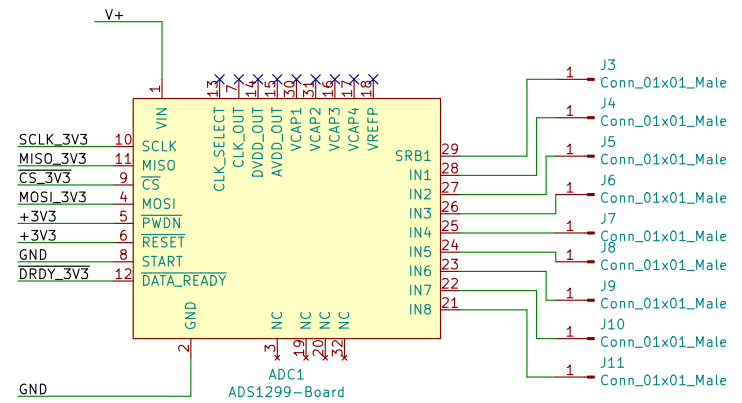 V+
1
13
7
14
15
30
31
16
17
18
VIN
CLK_SELECT
CLK_OUT
DVDD_OUT
AVDD_OUT
VCAP1
VCAP2
VCAP3
VCAP4
VREFP
SCLK_3V3 10 SCLK
MISO_3V3 11 MISO
CS_3V3 9 CS
MOSI_3V3 4 MOSI
+3V3 5 PWDN
+3V3 6 RESET
GND 8 START
DRDY_3V3 12 DATA_READY
SRB1 29
IN1 28
IN2 27
IN3 26
IN4 25
IN5 24
IN6 23
IN7 22
IN8 21
1 J3
Conn_01x01_Male
1 J4
Conn_01x01_Male
1 J5
Conn_01x01_Male
1 J6
Conn_01x01_Male
1 J7
Conn_01x01_Male
1 J8
Conn_01x01_Male
1 J9
Conn_01x01_Male
1 J10
Conn_01x01_Male
1 J11
Conn_01x01_Male
GND
NC
NC
NC
NC
2
3
19
20
32
GND
ADC1
ADS1299-Board